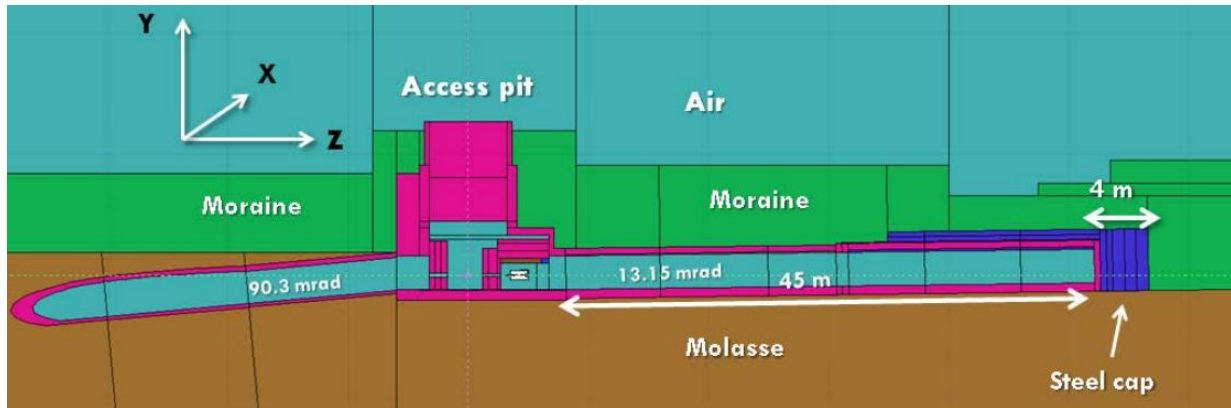 Y
X
Z
Access pit
Air
Moraine
Moraine
4 m
90.3 mrad
13.15 mrad
45 m
Molasse
Steel cap